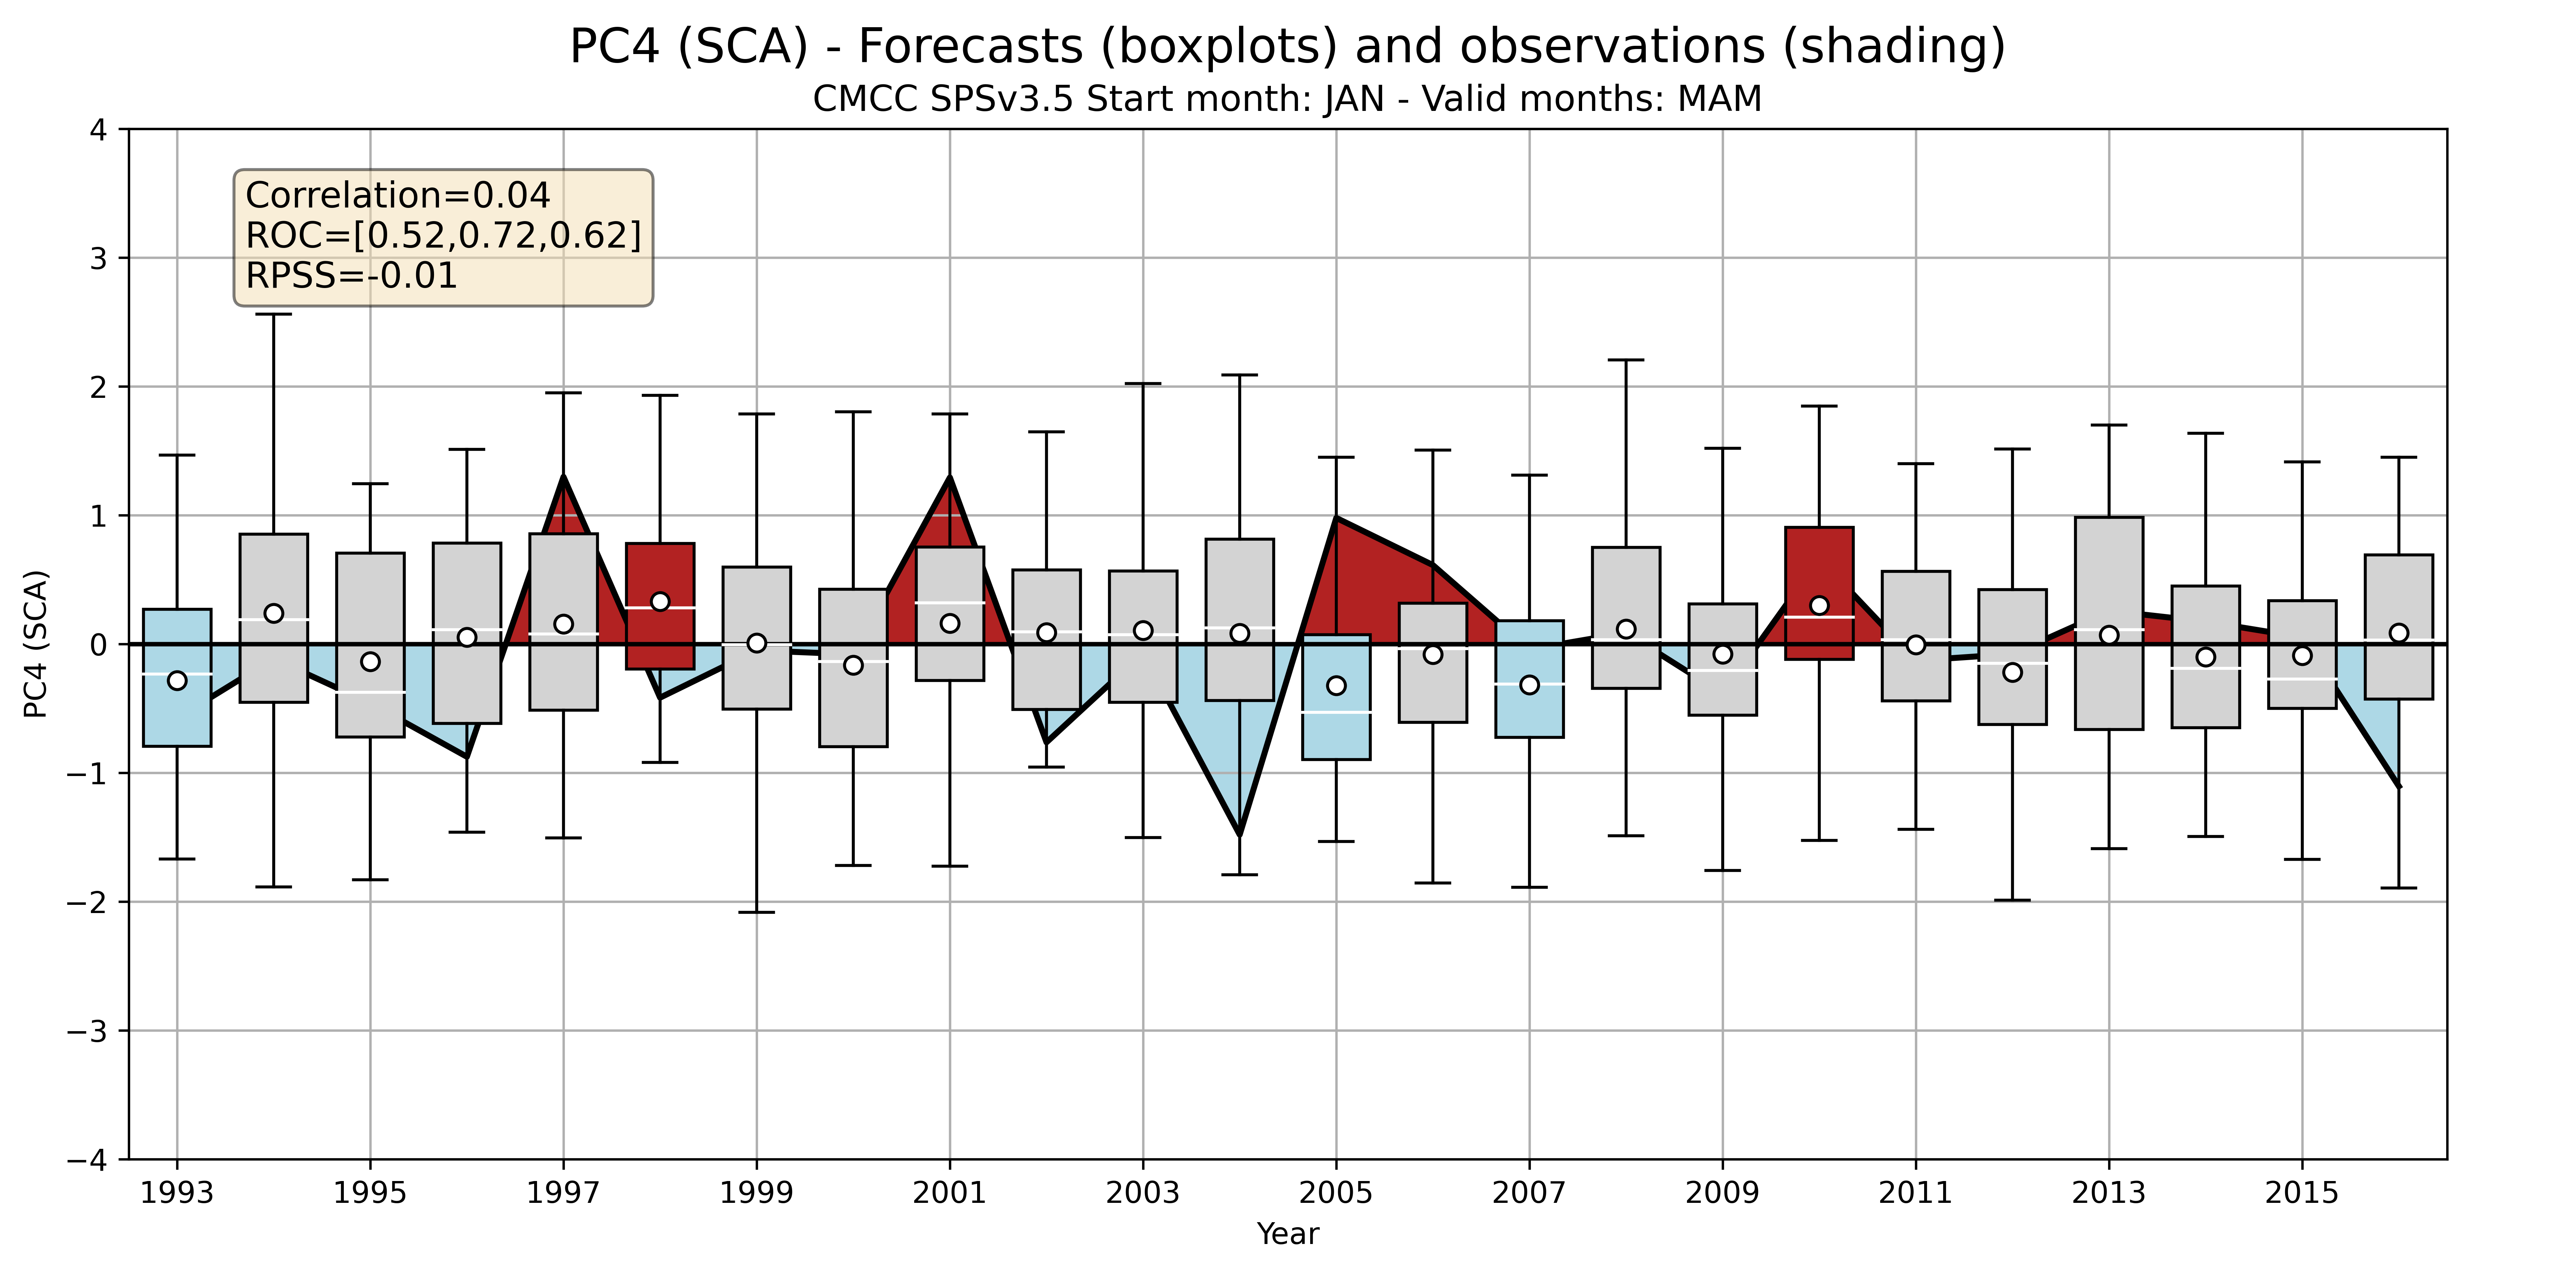 PC4 (SCA) - Forecasts (boxplots) and observations (shading)
CMCC SPSv3.5 Start month: JAN - Valid months: MAM
Correlation=0.04
ROC=[0.52,0.72,0.62]
RPSS=-0.01
PC4 (SCA)
4
3
2
1
0
−1
−2
−3
−4
1993 1995 1997 1999 2001 2003 2005 2007 2009 2011 2013 2015
Year